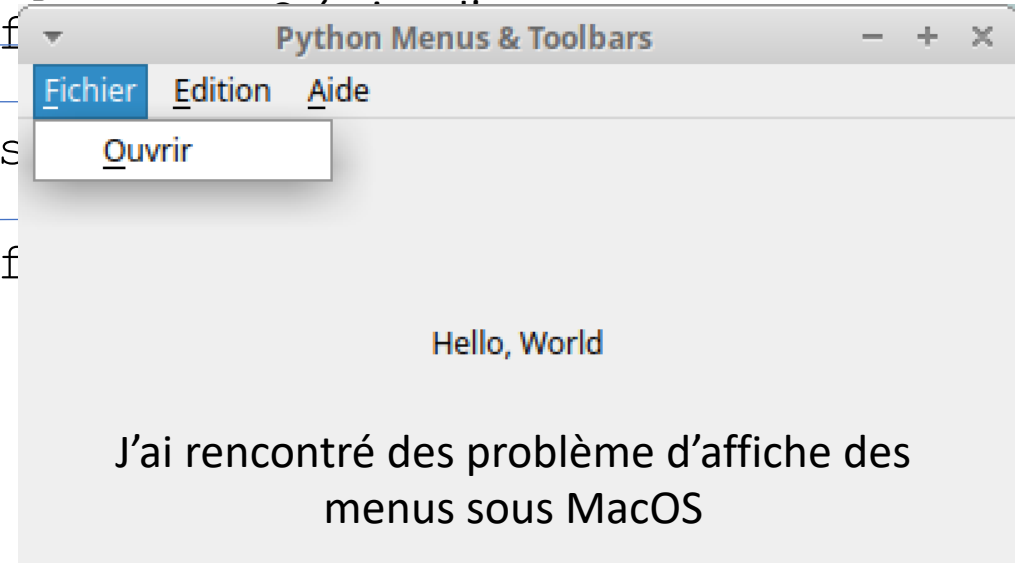 Python Menus & Toolbars
Fichier Edition Aide
Ouvrir
Hello, World
J’ai rencontré des problème d’affiche des
menus sous MacOS